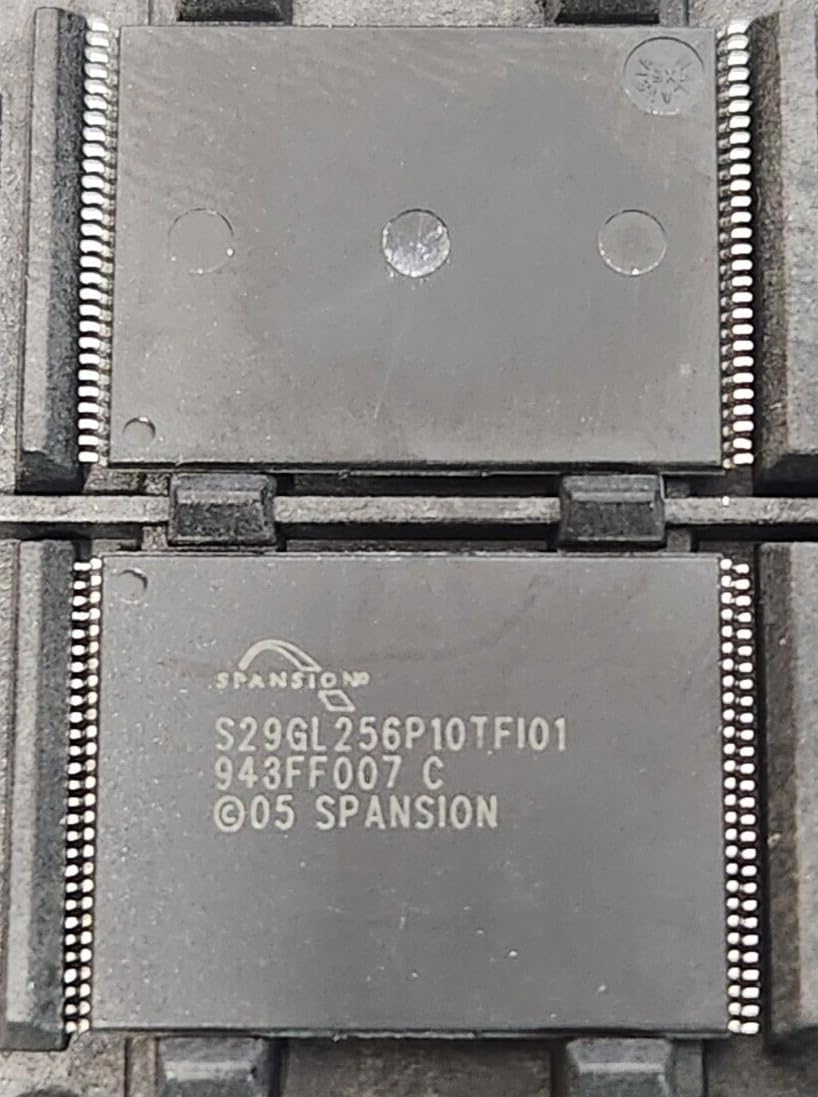 SPANSION
S29GL256P10TFI01
943FF007 C
©05 SPANSION